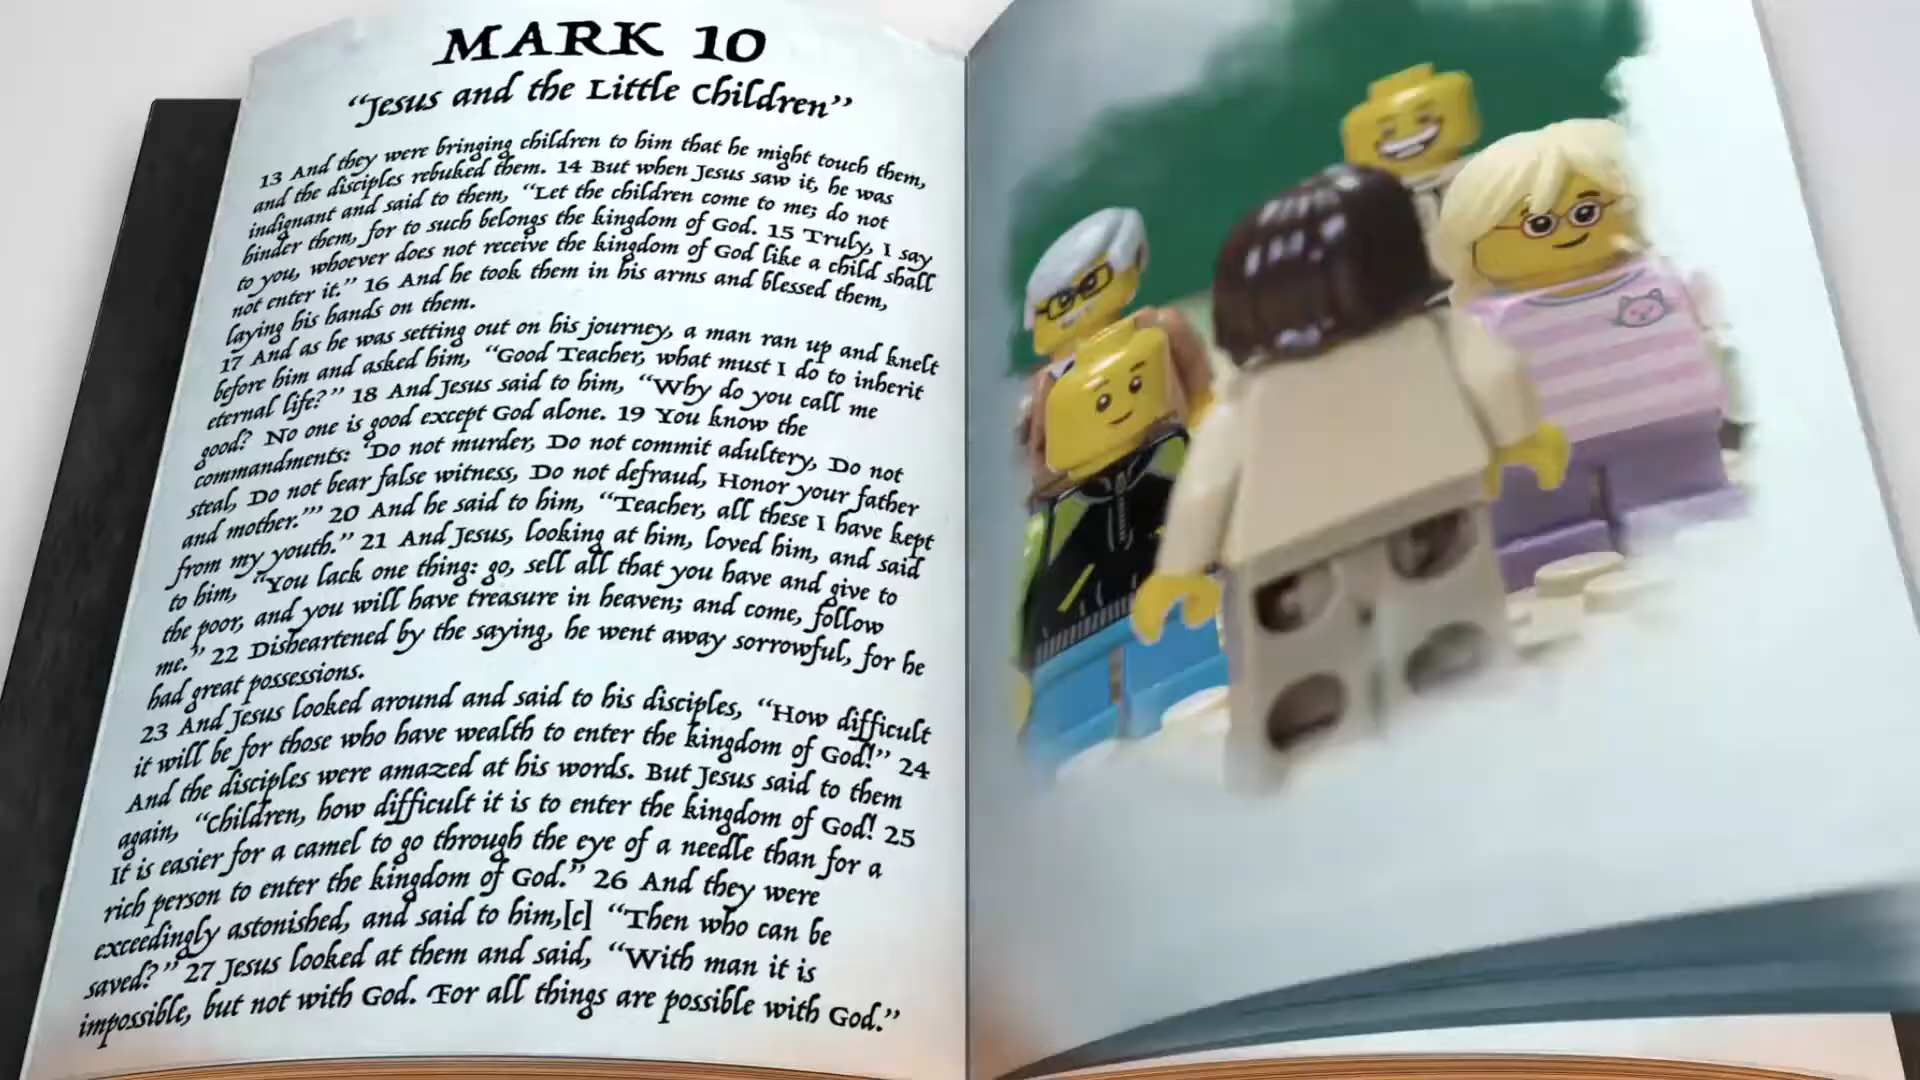 MARK 10
“Jesus and the Little Children”
13 And they were bringing children to him that he might touch them,
and the disciples rebuked them. 14 But when Jesus saw it, he was
indignant and said to them, “Let the children come to me; do not
hinder them, for to such belongs the kingdom of God. 15 Truly, I say
to you, whoever does not receive the kingdom of God like a child shall
not enter it.” 16 And he took them in his arms and blessed them,
laying his hands on them.
17 And as he was setting out on his journey, a man ran up and knelt
before him and asked him, “Good Teacher, what must I do to inherit
eternal life?” 18 And Jesus said to him, “Why do you call me
good? No one is good except God alone. 19 You know the
commandments: ‘Do not murder, Do not commit adultery, Do not
steal, Do not bear false witness, Do not defraud, Honor your father
and mother.’” 20 And he said to him, “Teacher, all these I have kept
from my youth.” 21 And Jesus, looking at him, loved him, and said
to him, “You lack one thing: go, sell all that you have and give to
the poor, and you will have treasure in heaven; and come, follow
me.” 22 Disheartened by the saying, he went away sorrowful, for he
had great possessions.
23 And Jesus looked around and said to his disciples, “How difficult
it will be for those who have wealth to enter the kingdom of God!” 24
And the disciples were amazed at his words. But Jesus said to them
again, “Children, how difficult it is to enter the kingdom of God! 25
It is easier for a camel to go through the eye of a needle than for a
rich person to enter the kingdom of God.” 26 And they were
exceedingly astonished, and said to him,[c] “Then who can be
saved?” 27 Jesus looked at them and said, “With man it is
impossible, but not with God. For all things are possible with God.”